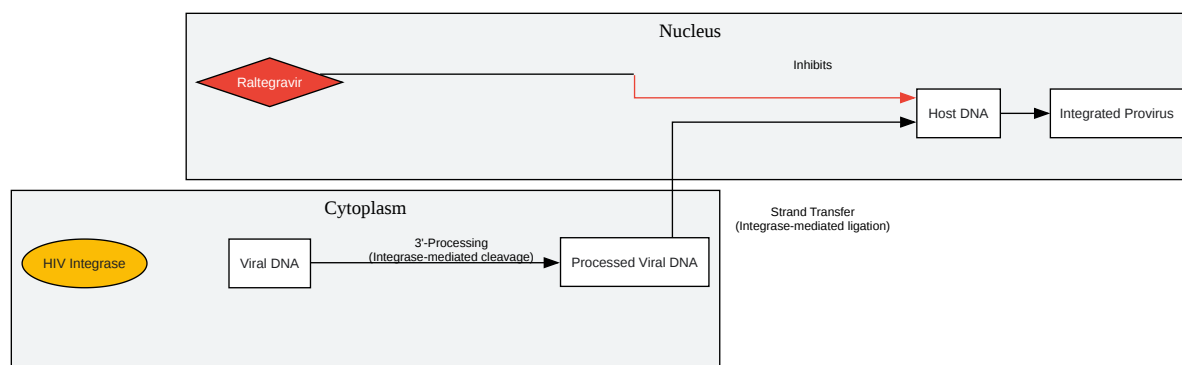 Nucleus
Inhibits
Raltegravir
Host DNA
Integrated Provirus
Cytoplasm
Strand Transfer
(Integrase-mediated ligation)
3'-Processing
(Integrase-mediated cleavage)
HIV Integrase
Viral DNA
Processed Viral DNA